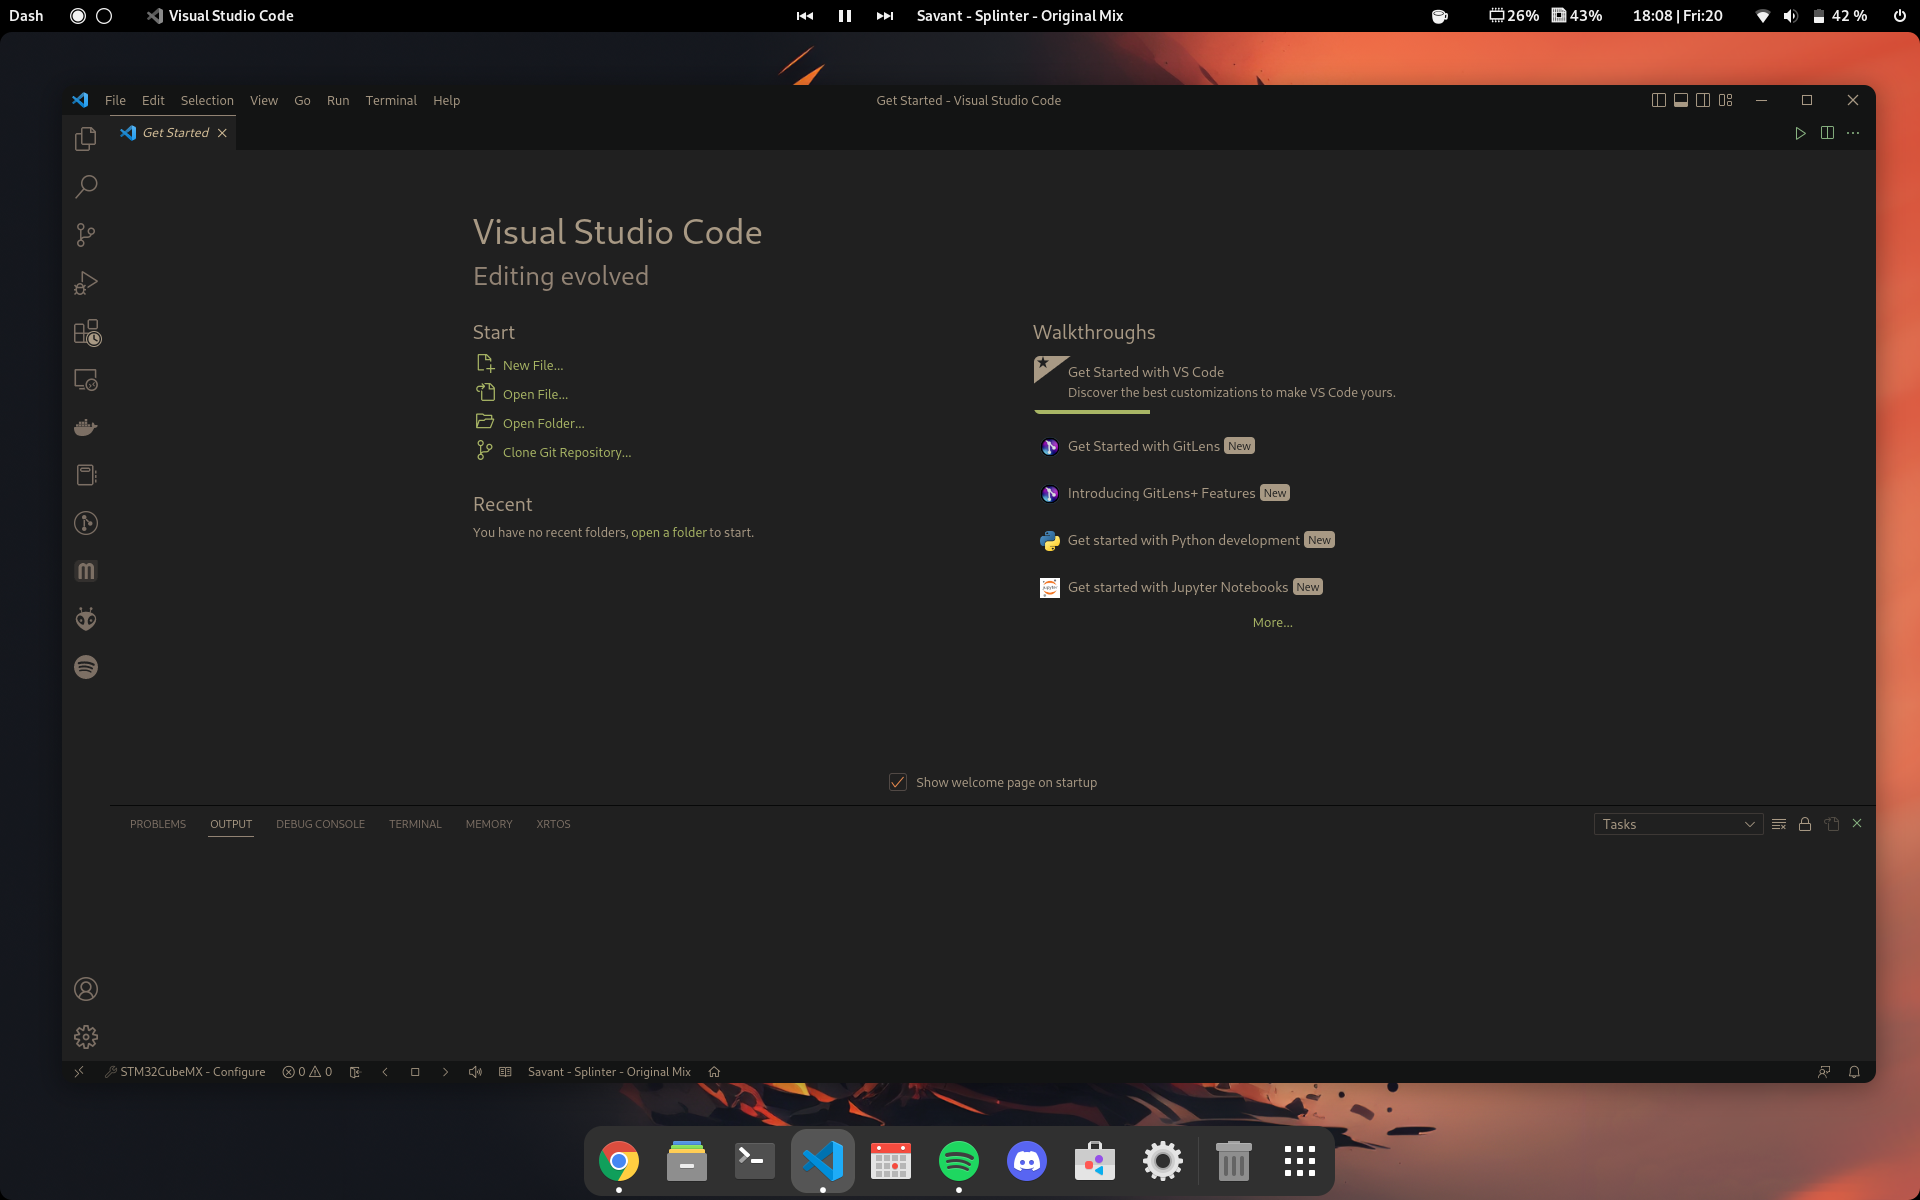 Dash Visual Studio Code Savant - Splinter - Original Mix 26% 43% 18:08 | Fri:20 42 %
File Edit Selection View Go Run Terminal Help Get Started - Visual Studio Code
Get Started
Visual Studio Code
Editing evolved
Start
New File...
Open File...
Open Folder...
Clone Git Repository...
Recent
You have no recent folders, open a folder to start.
Walkthroughs
Get Started with VS Code
Discover the best customizations to make VS Code yours.
Get Started with GitLens New
Introducing GitLens+ Features New
Get started with Python development New
Get started with Jupyter Notebooks New
More...
Show welcome page on startup
PROBLEMS OUTPUT DEBUG CONSOLE TERMINAL MEMORY XRTOS Tasks
STM32CubeMX - Configure 0 0 Savant - Splinter - Original Mix